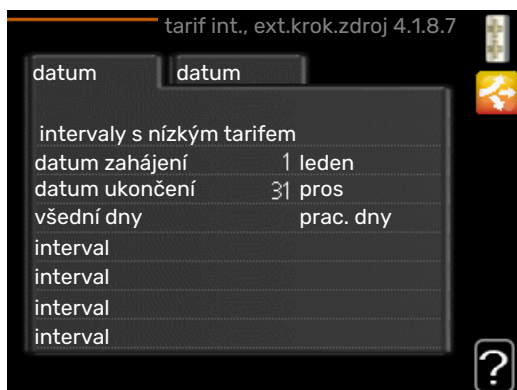 tarif int., ext.krok.zdroj 4.1.8.7
datum datum
intervaly s nízkým tarifem
datum zahájení 1 leden
datum ukončení 31 pros
všední dny prac. dny
interval
interval
interval
interval
?